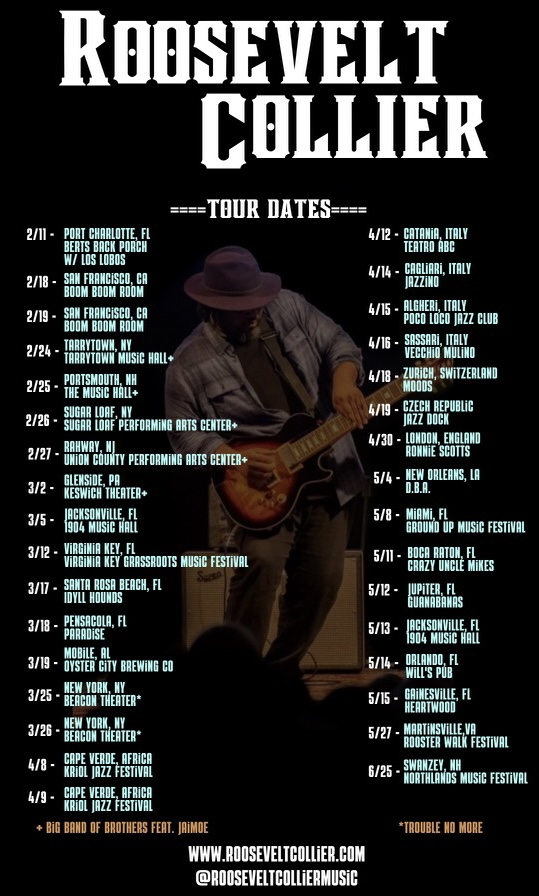 ROOSEVELT
COLLIER
====TOUR DATES====
2/11 - PORT CHARLOTTE, FL
BERTS BACK PORCH
W/ LOS LOBOS
2/18 - SAN FRANCISCO, CA
BOOM BOOM ROOM
2/19 - SAN FRANCISCO, CA
BOOM BOOM ROOM
2/24 - TARRYTOWN, NY
TARRYTOWN MUSIC HALL+
2/25 - PORTSMOUTH, NH
THE MUSIC HALL+
2/26 - SUGAR LOAF, NY
SUGAR LOAF PERFORMING ARTS CENTER+
2/27 - RAHWAY, NJ
UNION COUNTY PERFORMING ARTS CENTER+
3/2 - GLENSIDE, PA
KESWICH THEATER+
3/5 - JACKSONVILLE, FL
1904 MUSIC HALL
3/12 - VIRGINIA KEY, FL
VIRGINIA KEY GRASSROOTS MUSIC FESTIVAL
3/17 - SANTA ROSA BEACH, FL
IDYLL HOUNDS
3/18 - PENSACOLA, FL
PARADISE
3/19 - MOBILE, AL
OYSTER CITY BREWING CO
3/25 - NEW YORK, NY
BEACON THEATER*
3/26 - NEW YORK, NY
BEACON THEATER*
4/8 - CAPE VERDE, AFRICA
KRIOL JAZZ FESTIVAL
4/9 - CAPE VERDE, AFRICA
KRIOL JAZZ FESTIVAL
+ BIG BAND OF BROTHERS FEAT. JAIMOE
4/12 - CATANIA, ITALY
TEATRO ABC
4/14 - CAGLIARI, ITALY
JAZZINO
4/15 - ALGHERI, ITALY
POCO LOCO JAZZ CLUB
4/16 - SASSARI, ITALY
VECCHIO MULINO
4/18 - ZURICH, SWITZERLAND
MOODS
4/19 - CZECH REPUBLIC
JAZZ DOCK
4/30 - LONDON, ENGLAND
RONNIE SCOTTS
5/4 - NEW ORLEANS, LA
D.B.A.
5/8 - MIAMI, FL
GROUND UP MUSIC FESTIVAL
5/11 - BOCA RATON, FL
CRAZY UNCLE MIKES
5/12 - JUPITER, FL
GUANABANAS
5/13 - JACKSONVILLE, FL
1904 MUSIC HALL
5/14 - ORLANDO, FL
WILL'S PUB
5/15 - GAINESVILLE, FL
HEARTWOOD
5/27 - MARTINSVILLE,VA
ROOSTER WALK FESTIVAL
6/25 - SWANZEY, NH
NORTHLANDS MUSIC FESTIVAL
*TROUBLE NO MORE
WWW.ROOSEVELTCOLLIER.COM
@ROOSEVELTCOLLIERMUSIC